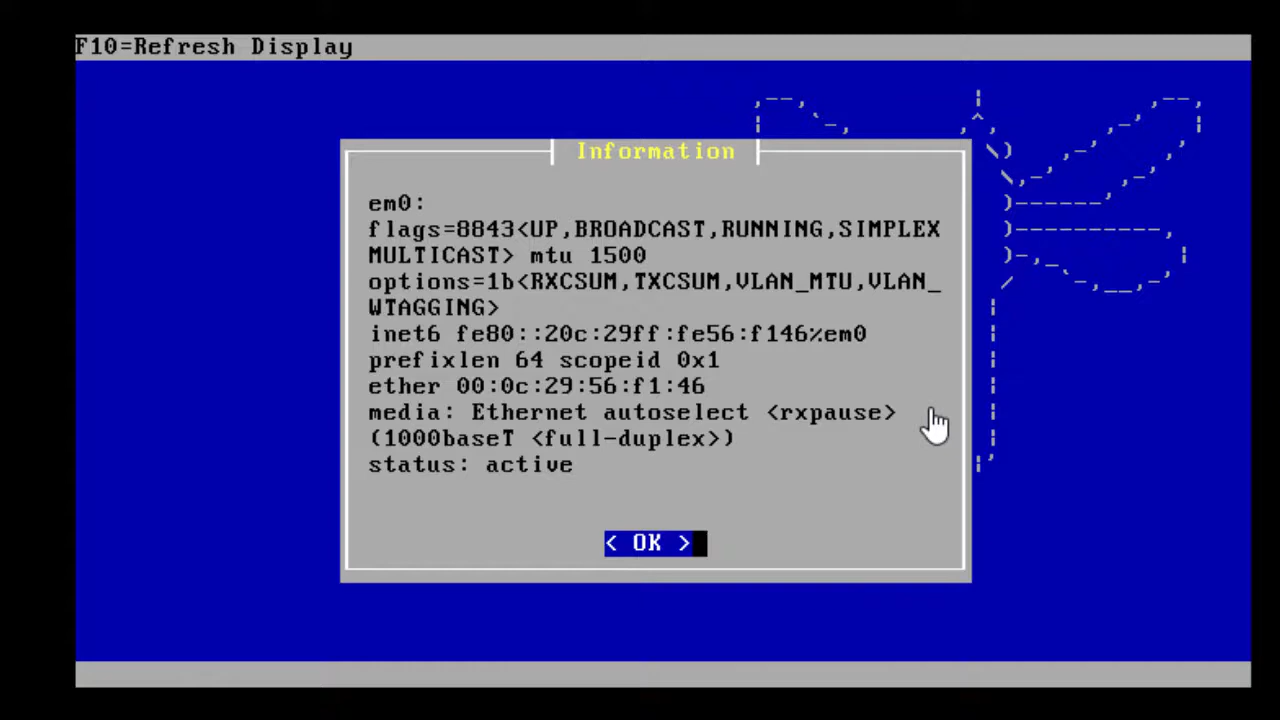 F10=Refresh Display
Information
em0:
flags=8843<UP,BROADCAST,RUNNING,SIMPLEX
MULTICAST> mtu 1500
options=1b<RXCSUM,TXCSUM,VLAN_MTU,VLAN_
WTAGGING>
inet6 fe80::20c:29ff:fe56:f146%em0
prefixlen 64 scopeid 0x1
ether 00:0c:29:56:f1:46
media: Ethernet autoselect <rxpause>
(1000baseT <full-duplex>)
status: active
< OK >